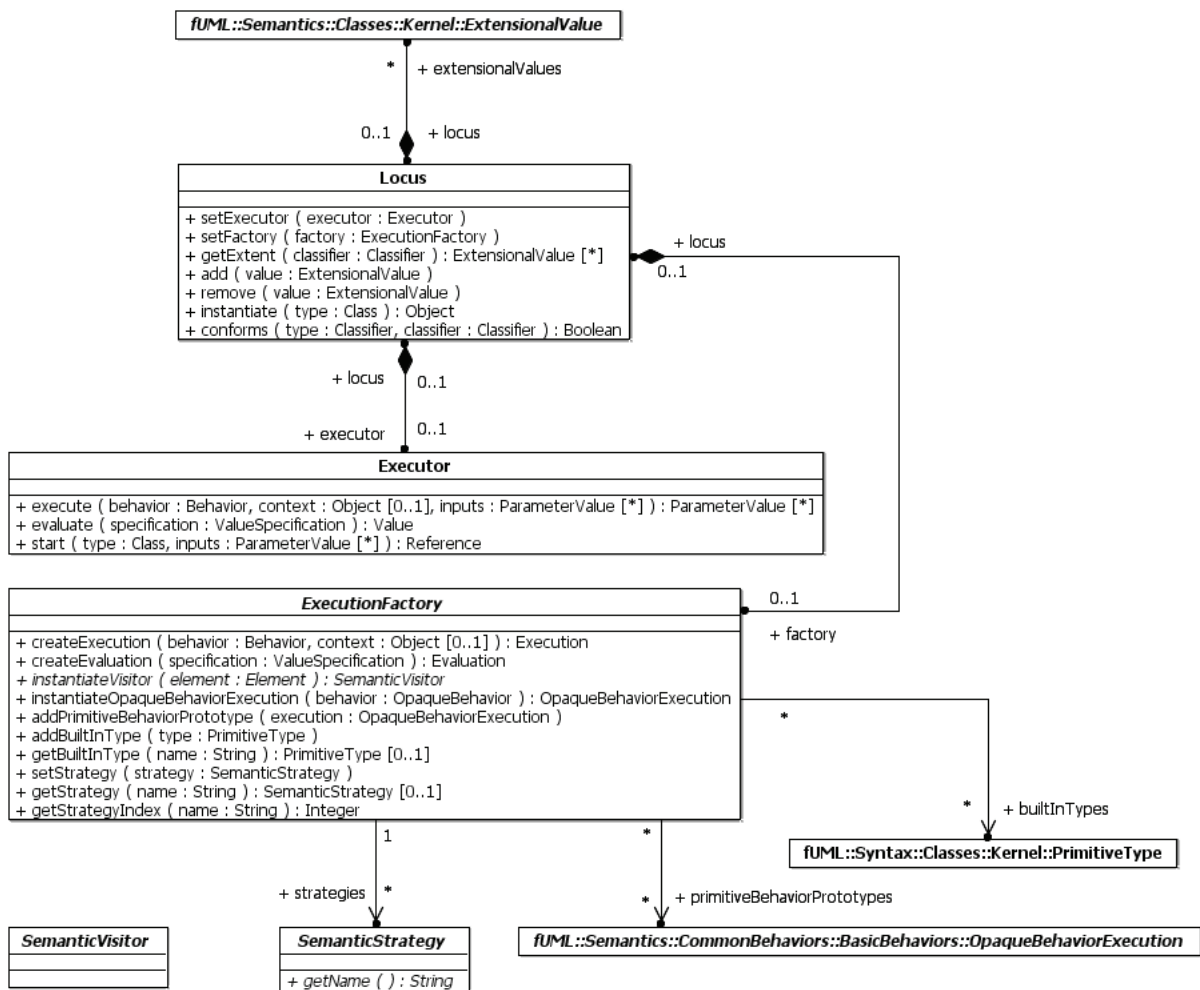 fUML::Semantics::Classes::Kernel::ExtensionalValue
* + extensionalValues
0..1 + locus
Locus
+ setExecutor ( executor : Executor )
+ setFactory ( factory : ExecutionFactory )
+ getExtent ( classifier : Classifier ) : ExtensionalValue [*]
+ add ( value : ExtensionalValue )
+ remove ( value : ExtensionalValue )
+ instantiate ( type : Class ) : Object
+ conforms ( type : Classifier, classifier : Classifier ) : Boolean
+ locus
0..1
+ locus 0..1
+ executor 0..1
Executor
+ execute ( behavior : Behavior, context : Object [0..1], inputs : ParameterValue [*] ) : ParameterValue [*]
+ evaluate ( specification : ValueSpecification ) : Value
+ start ( type : Class, inputs : ParameterValue [*] ) : Reference
ExecutionFactory
+ createExecution ( behavior : Behavior, context : Object [0..1] ) : Execution
+ createEvaluation ( specification : ValueSpecification ) : Evaluation
+ instantiateVisitor ( element : Element ) : SemanticVisitor
+ instantiateOpaqueBehaviorExecution ( behavior : OpaqueBehavior ) : OpaqueBehaviorExecution
+ addPrimitiveBehaviorPrototype ( execution : OpaqueBehaviorExecution )
+ addBuiltInType ( type : PrimitiveType )
+ getBuiltInType ( name : String ) : PrimitiveType [0..1]
+ setStrategy ( strategy : SemanticStrategy )
+ getStrategy ( name : String ) : SemanticStrategy [0..1]
+ getStrategyIndex ( name : String ) : Integer
0..1
+ factory
*
* + builtInTypes
fUML::Syntax::Classes::Kernel::PrimitiveType
1
+ strategies *
*
* + primitiveBehaviorPrototypes
SemanticVisitor
SemanticStrategy
+ getName ( ) : String
fUML::Semantics::CommonBehaviors::BasicBehaviors::OpaqueBehaviorExecution